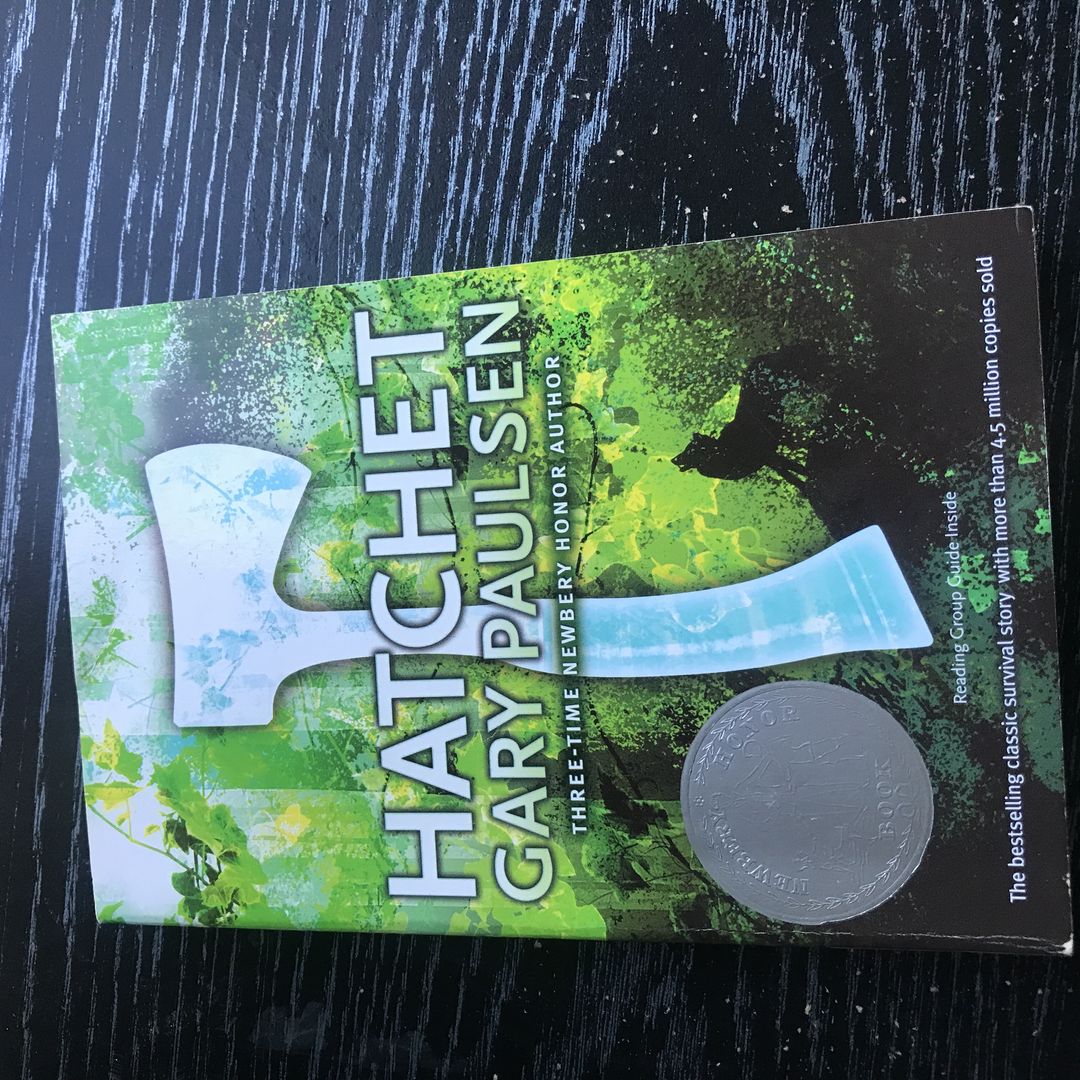 HATCHET
GARY PAULSEN
THREE-TIME NEWBERY HONOR AUTHOR
NEWBERY HONOR BOOK
Reading Group Guide Inside
The bestselling classic survival story with more than 4.5 million copies sold